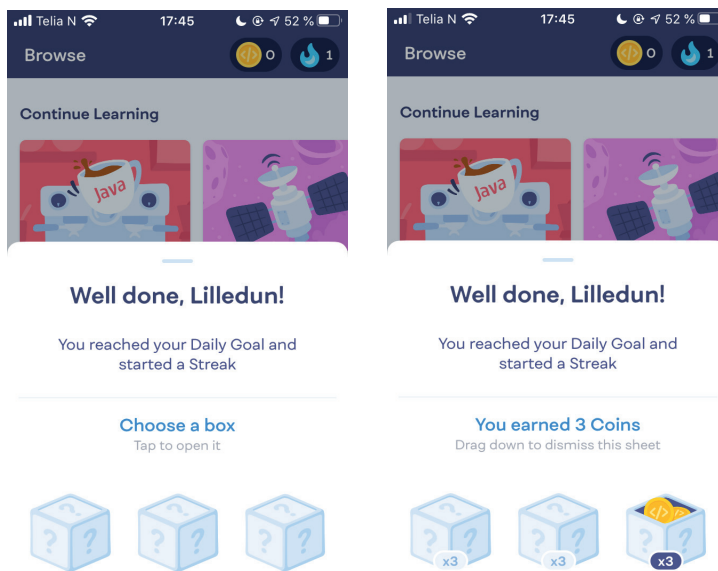 Telia N 17:45 52 %
Browse 0 1
Continue Learning
Java
Well done, Lilledun!
You reached your Daily Goal and
started a Streak
Choose a box
Tap to open it
? ? ?
? ? ?
? ? ?
Telia N 17:45 52 %
Browse 0 1
Continue Learning
Java
Well done, Lilledun!
You reached your Daily Goal and
started a Streak
You earned 3 Coins
Drag down to dismiss this sheet
? ?
? ? ? ? ? ?
x3 x3 x3